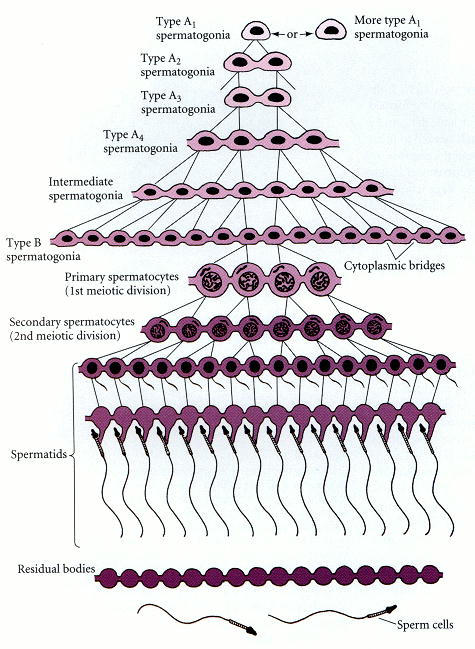 Type A₁
spermatogonia
or
More type A₁
spermatogonia
Type A₂
spermatogonia
Type A₃
spermatogonia
Type A₄
spermatogonia
Intermediate
spermatogonia
Type B
spermatogonia
Cytoplasmic bridges
Primary spermatocytes
(1st meiotic division)
Secondary spermatocytes
(2nd meiotic division)
Spermatids
Residual bodies
Sperm cells